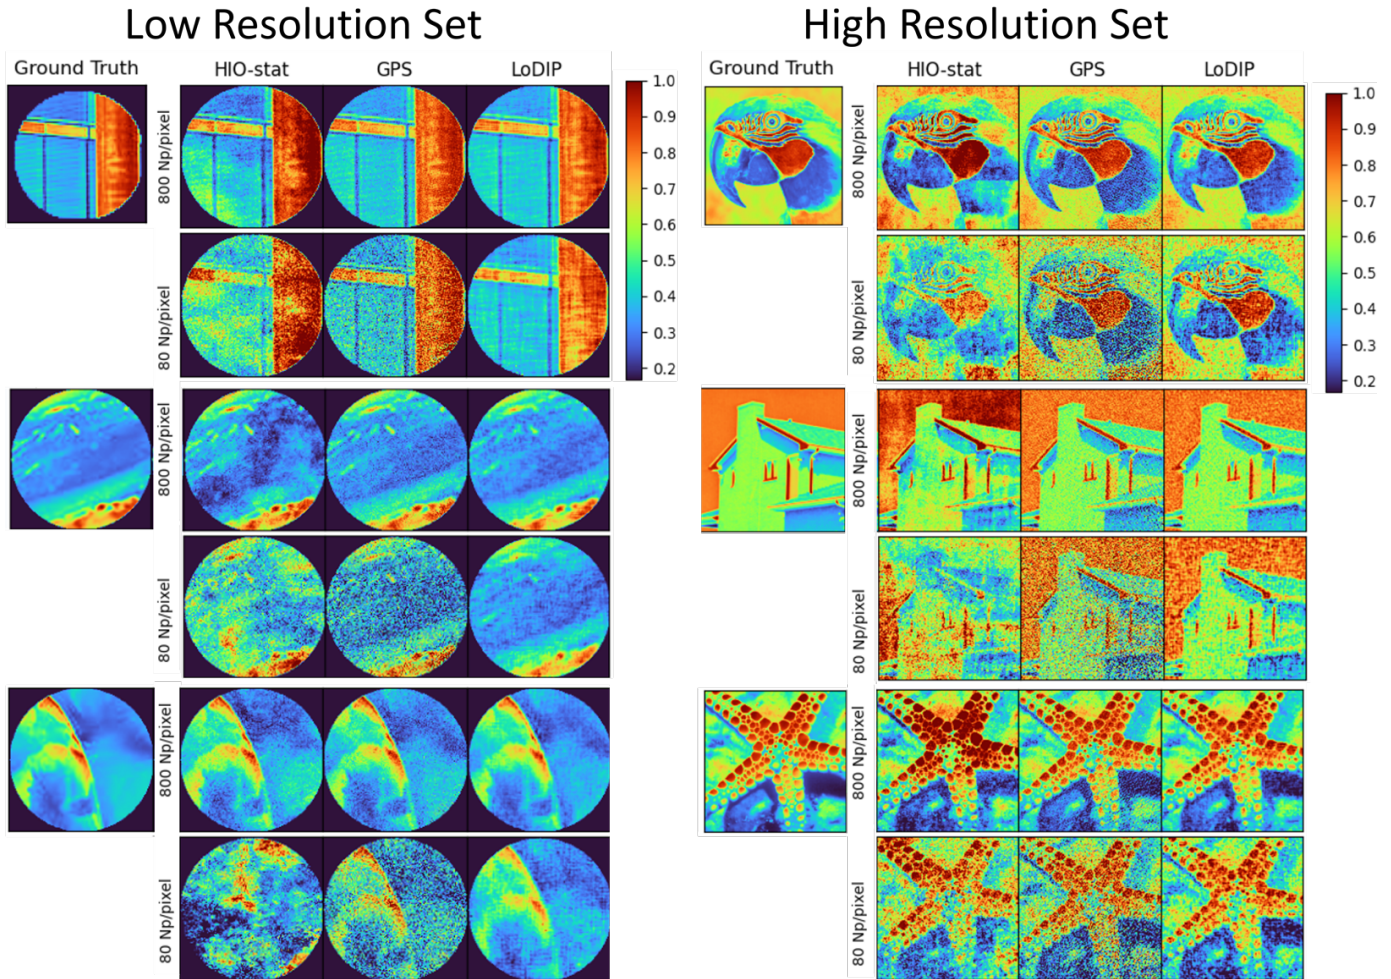 Low Resolution Set
High Resolution Set
Ground Truth
HIO-stat
GPS
LoDIP
800 Np/pixel
80 Np/pixel
800 Np/pixel
80 Np/pixel
800 Np/pixel
80 Np/pixel
1.0
0.9
0.8
0.7
0.6
0.5
0.4
0.3
0.2
Ground Truth
HIO-stat
GPS
LoDIP
800 Np/pixel
80 Np/pixel
800 Np/pixel
80 Np/pixel
800 Np/pixel
80 Np/pixel
1.0
0.9
0.8
0.7
0.6
0.5
0.4
0.3
0.2